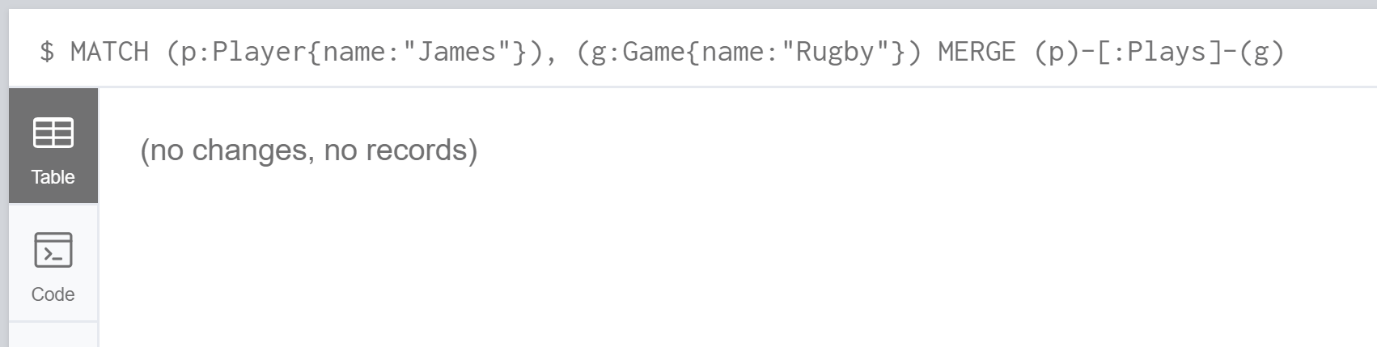 $ MATCH (p:Player{name:"James"}), (g:Game{name:"Rugby"}) MERGE (p)-[:Plays]-(g)
(no changes, no records)
Table
Code